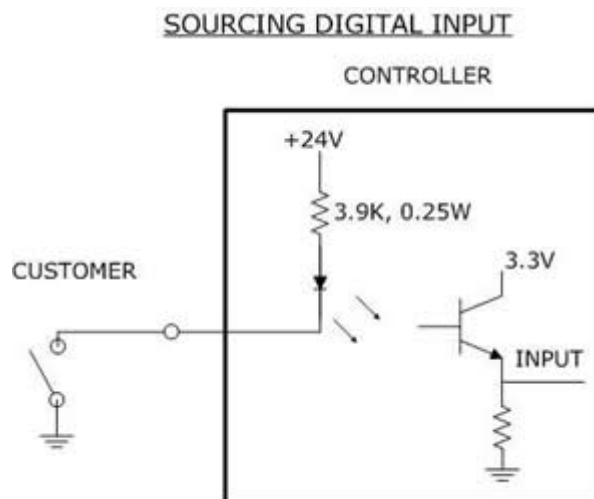 SOURCING DIGITAL INPUT
CONTROLLER
+24V
3.9K, 0.25W
CUSTOMER
3.3V
INPUT